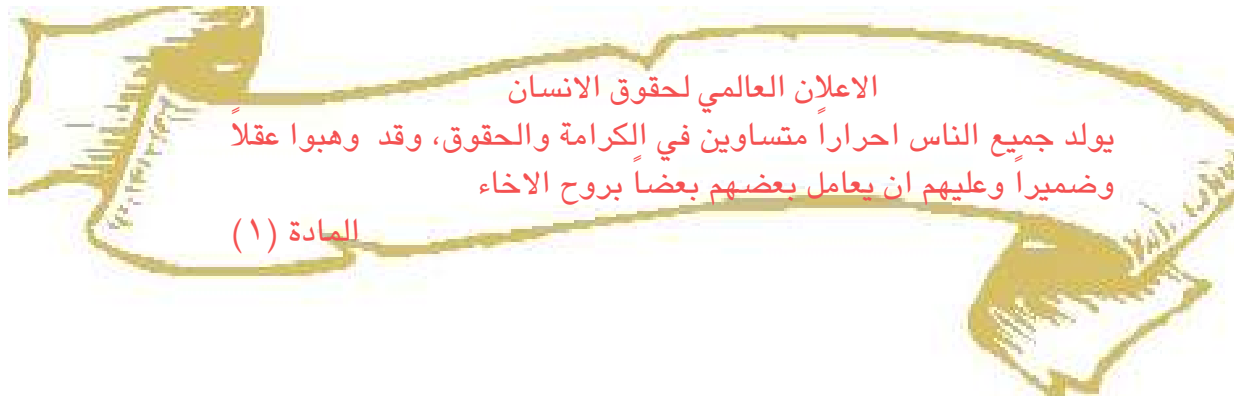 الاعلان العالمي لحقوق الانسان
يولد جميع الناس احراراً متساوين في الكرامة والحقوق، وقد وهبوا عقلاً
وضميراً وعليهم ان يعامل بعضهم بعضاً بروح الاخاء
المادة (١)